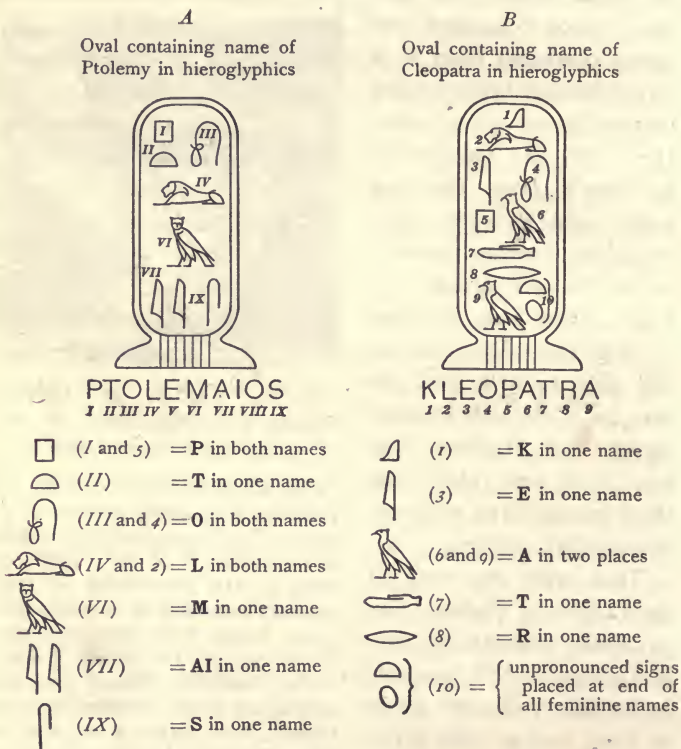 A
Oval containing name of
Ptolemy in hieroglyphics
I
II
III
IV
VI
VII
IX
PTOLEMAIOS
I II III IV V VI VII VIII IX
(I and 5) = P in both names
(II) = T in one name
(III and 4) = O in both names
(IV and 2) = L in both names
(VI) = M in one name
(VII) = AI in one name
(IX) = S in one name
B
Oval containing name of
Cleopatra in hieroglyphics
1
2
3
4
5
6
7
8
9
10
KLEOPATRA
1 2 3 4 5 6 7 8 9
(1) = K in one name
(3) = E in one name
(6 and 9) = A in two places
(7) = T in one name
(8) = R in one name
(10) = { unpronounced signs
placed at end of
all feminine names